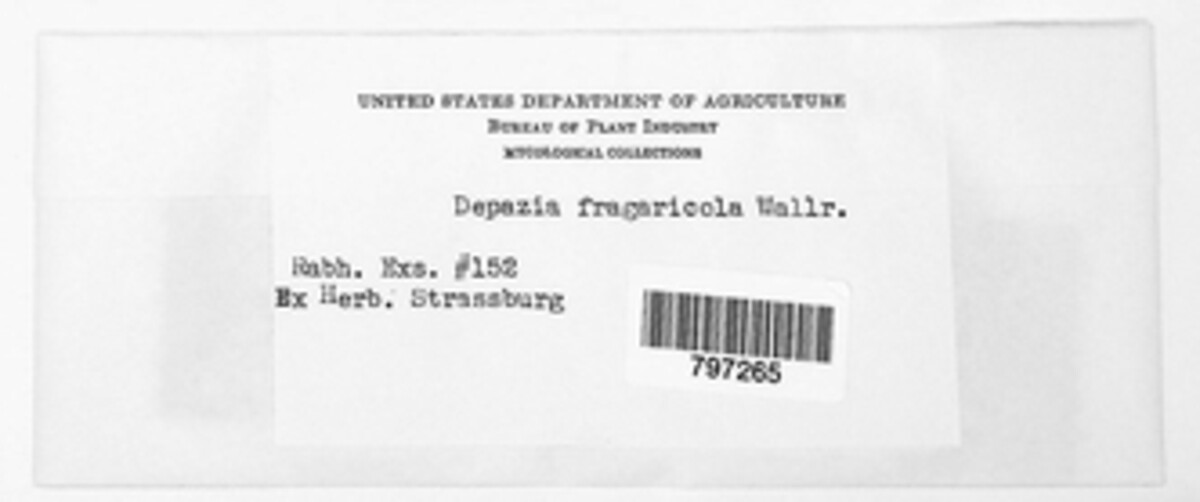 UNITED STATES DEPARTMENT OF AGRICULTURE
BUREAU OF PLANT INDUSTRY
MYCOLOGICAL COLLECTIONS
Depazia fragaricola Wallr.
Rabh. Exs. #152
Ex Herb. Strassburg
797265